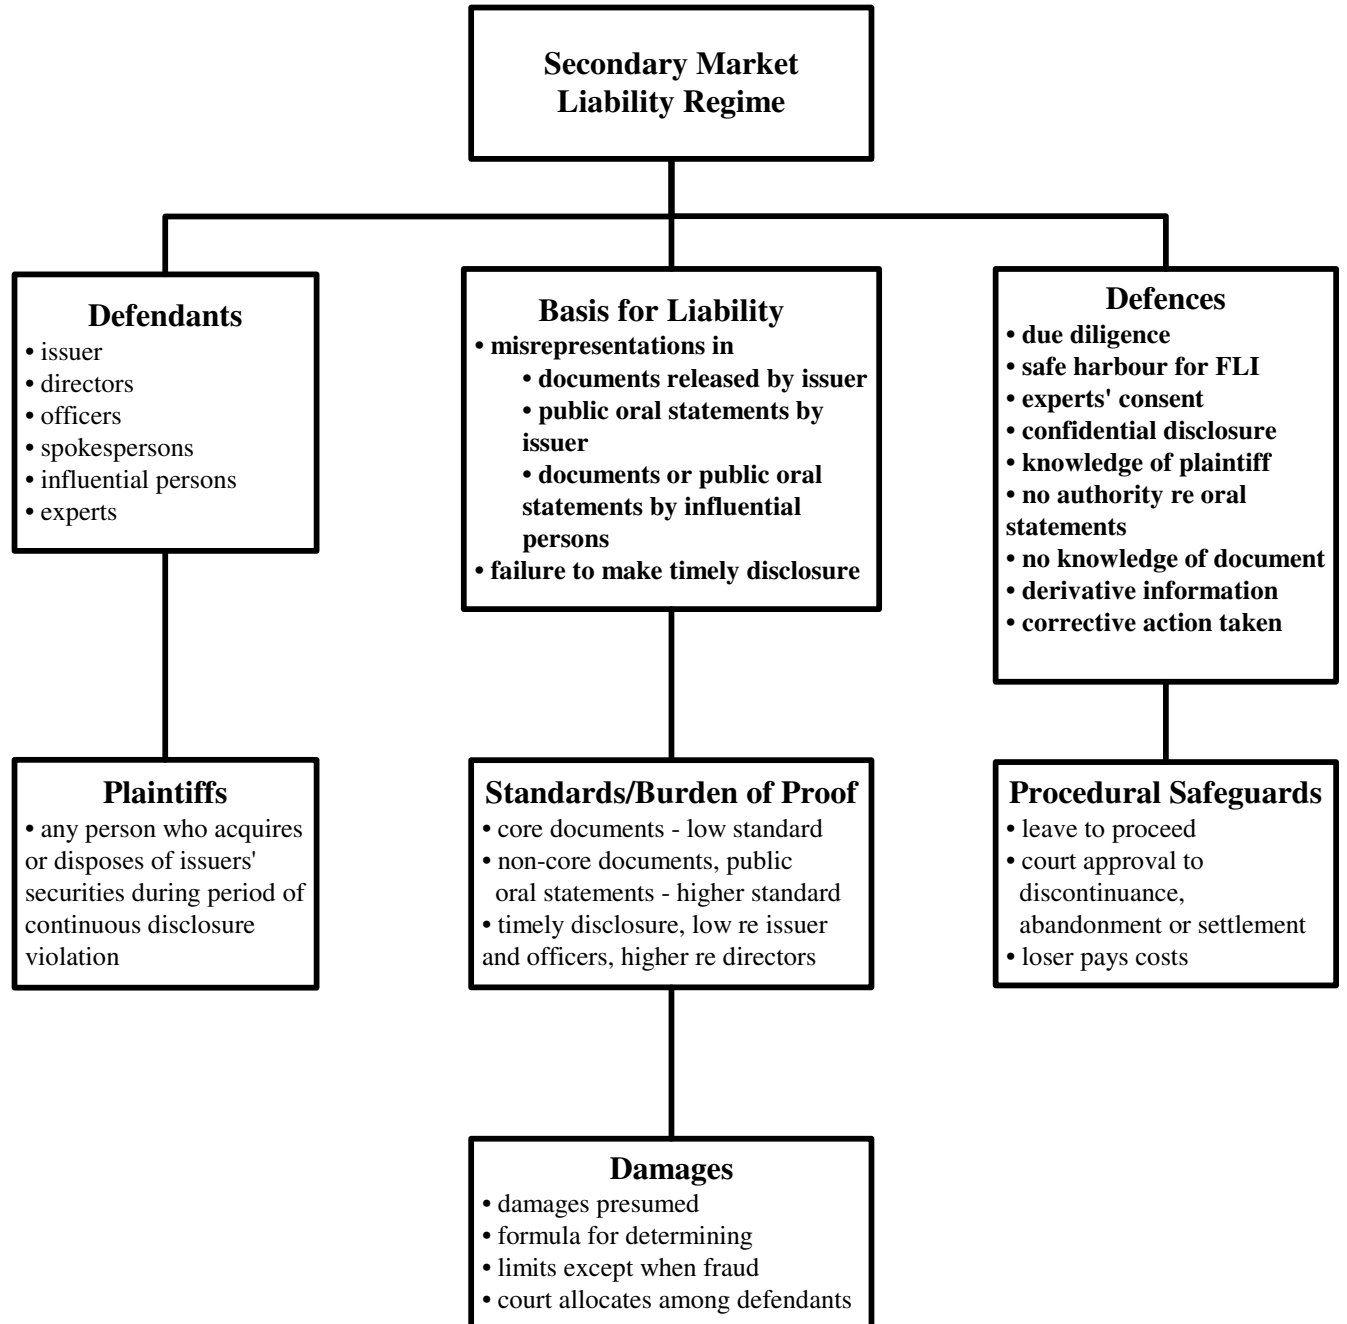 Secondary Market
Liability Regime
Defendants
• issuer
• directors
• officers
• spokespersons
• influential persons
• experts
Basis for Liability
• misrepresentations in
• documents released by issuer
• public oral statements by
issuer
• documents or public oral
statements by influential
persons
• failure to make timely disclosure
Defences
• due diligence
• safe harbour for FLI
• experts' consent
• confidential disclosure
• knowledge of plaintiff
• no authority re oral
statements
• no knowledge of document
• derivative information
• corrective action taken
Plaintiffs
• any person who acquires
or disposes of issuers'
securities during period of
continuous disclosure
violation
Standards/Burden of Proof
• core documents - low standard
• non-core documents, public
oral statements - higher standard
• timely disclosure, low re issuer
and officers, higher re directors
Procedural Safeguards
• leave to proceed
• court approval to
discontinuance,
abandonment or settlement
• loser pays costs
Damages
• damages presumed
• formula for determining
• limits except when fraud
• court allocates among defendants